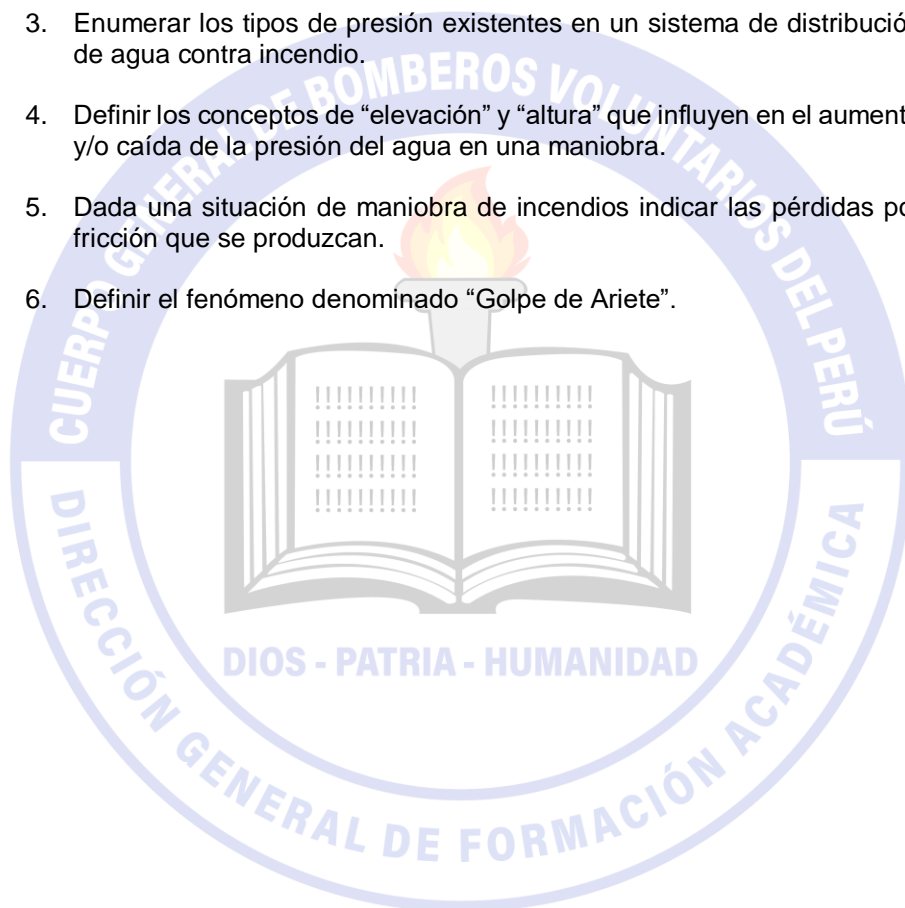 3. Enumerar los tipos de presión existentes en un sistema de distribució
de agua contra incendio.
4. Definir los conceptos de “elevación” y “altura” que influyen en el aument
y/o caída de la presión del agua en una maniobra.
5. Dada una situación de maniobra de incendios indicar las pérdidas po
fricción que se produzcan.
6. Definir el fenómeno denominado “Golpe de Ariete”.
CUERPO GENERAL DE BOMBEROS VOLUNTARIOS DEL PERÚ
!!!!!!!!!! !!!!!!!!!!
!!!!!!!!!! !!!!!!!!!!
!!!!!!!!!! !!!!!!!!!!
!!!!!!!!!! !!!!!!!!!!
DIOS - PATRIA - HUMANIDAD
DIRECCIÓN GENERAL DE FORMACIÓN ACADÉMICA